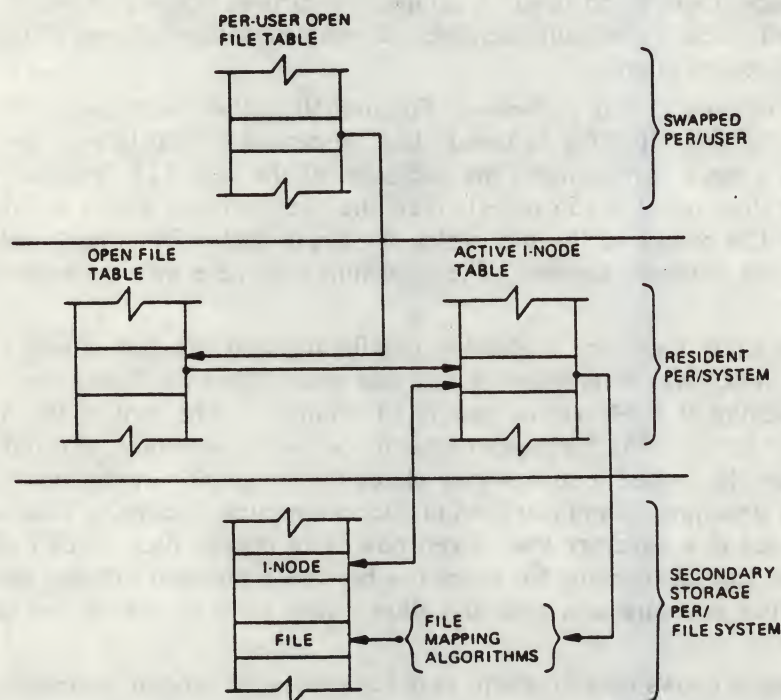 PER-USER OPEN
FILE TABLE
SWAPPED
PER/USER
OPEN FILE
TABLE
ACTIVE I-NODE
TABLE
RESIDENT
PER/SYSTEM
I-NODE
FILE
FILE
MAPPING
ALGORITHMS
SECONDARY
STORAGE
PER/
FILE SYSTEM